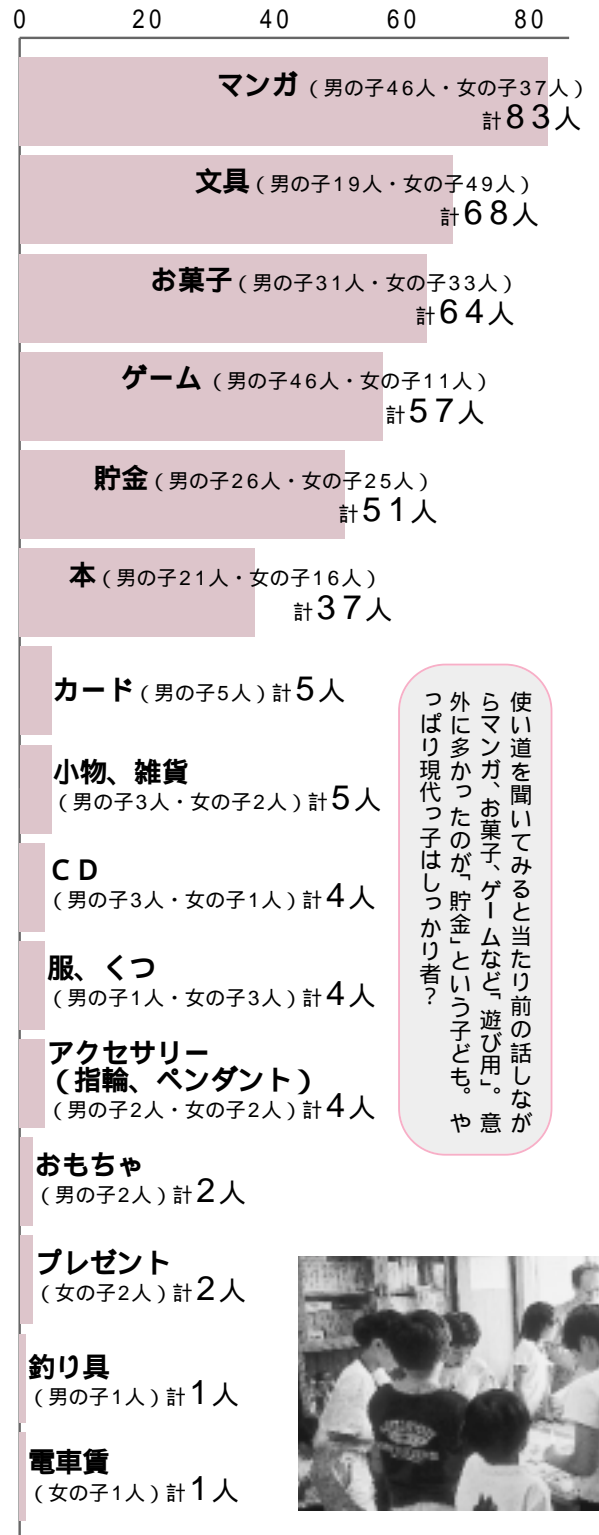 0 20 40 60 80
マンガ(男の子46人・女の子37人)
計83人
文具(男の子19人・女の子49人)
計68人
お菓子(男の子31人・女の子33人)
計64人
ゲーム(男の子46人・女の子11人)
計57人
貯金(男の子26人・女の子25人)
計51人
本(男の子21人・女の子16人)
計37人
カード(男の子5人)計5人
小物、雑貨
(男の子3人・女の子2人)計5人
CD
(男の子3人・女の子1人)計4人
服、くつ
(男の子1人・女の子3人)計4人
アクセサリー
(指輪、ペンダント)
(男の子2人・女の子2人)計4人
おもちゃ
(男の子2人)計2人
プレゼント
(女の子2人)計2人
釣り具
(男の子1人)計1人
電車賃
(女の子1人)計1人
使い道を聞いてみると当たり前の話しなが
らマンガ、お菓子、ゲームなど「遊び用」。意
外に多かったのが「貯金」という子ども。や
っぱり現代っ子はしっかり者?